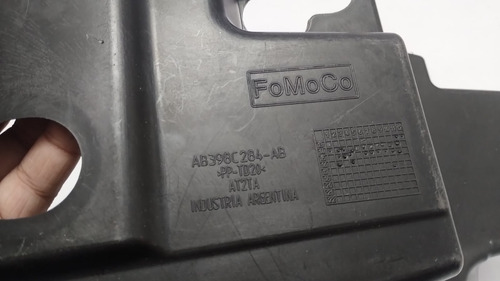 FoMoCo
AB398C284-AB
>PP-TD20<
AT2TA
INDUSTRIA ARGENTINA